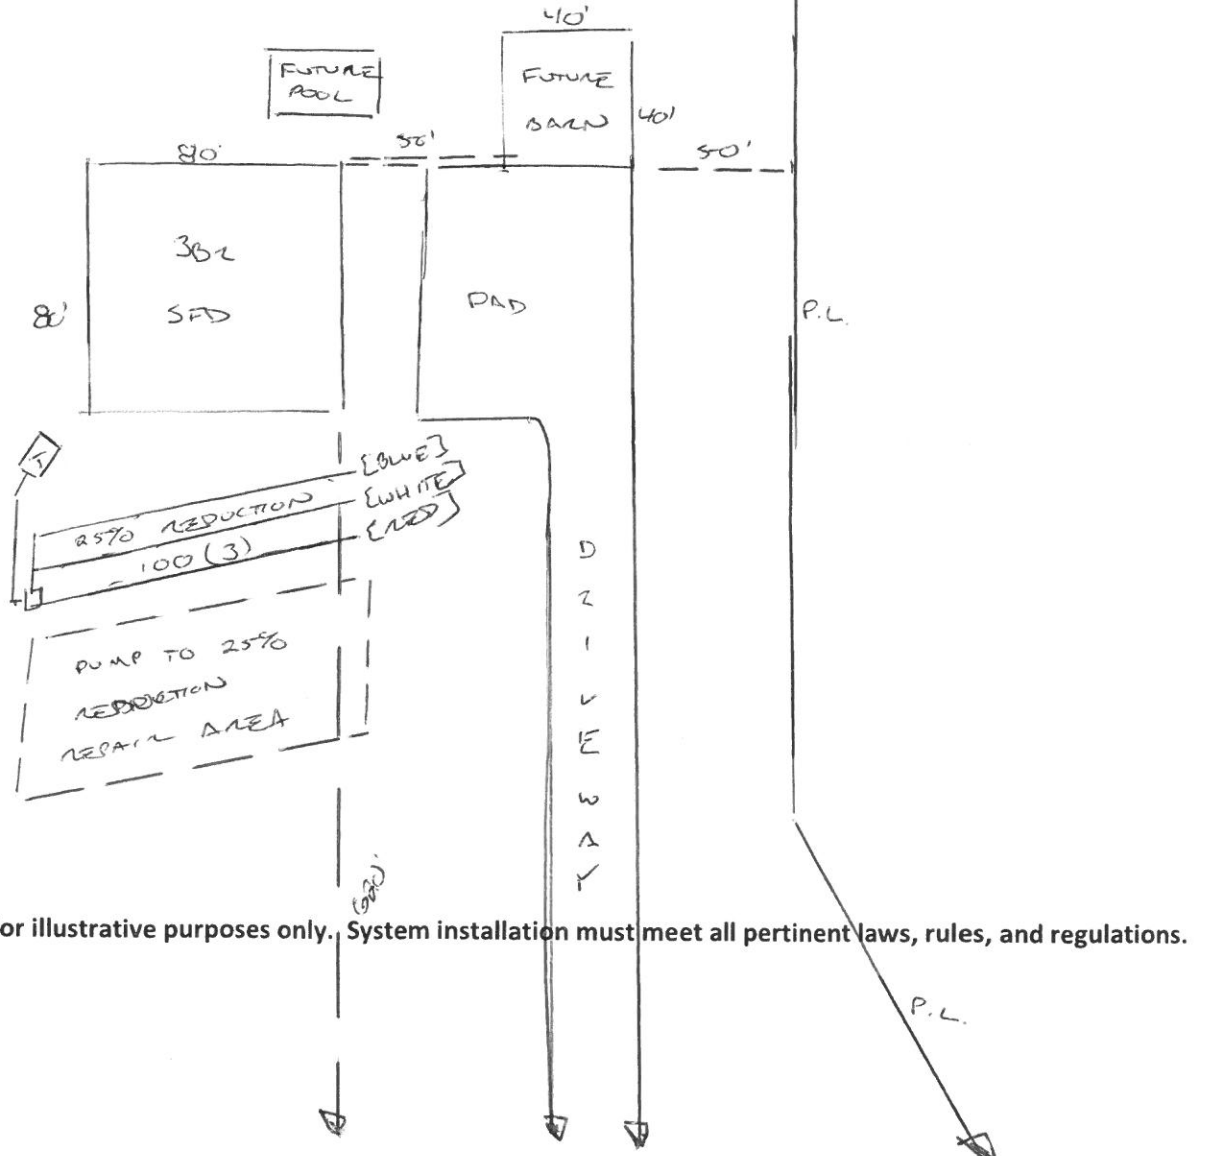 40'
FUTURE
POOL
FUTURE
BARN
40'
50'
50'
80'
3BR
SFD
80'
PAD
P.L.
T
[BLUE]
[WHITE]
[RED]
25% REDUCTION
100 (3)
PUMP TO 25%
REDUCTION
REPAIR AREA
DRIVEWAY
or illustrative purposes only. System installation must meet all pertinent laws, rules, and regulations.
P.L.